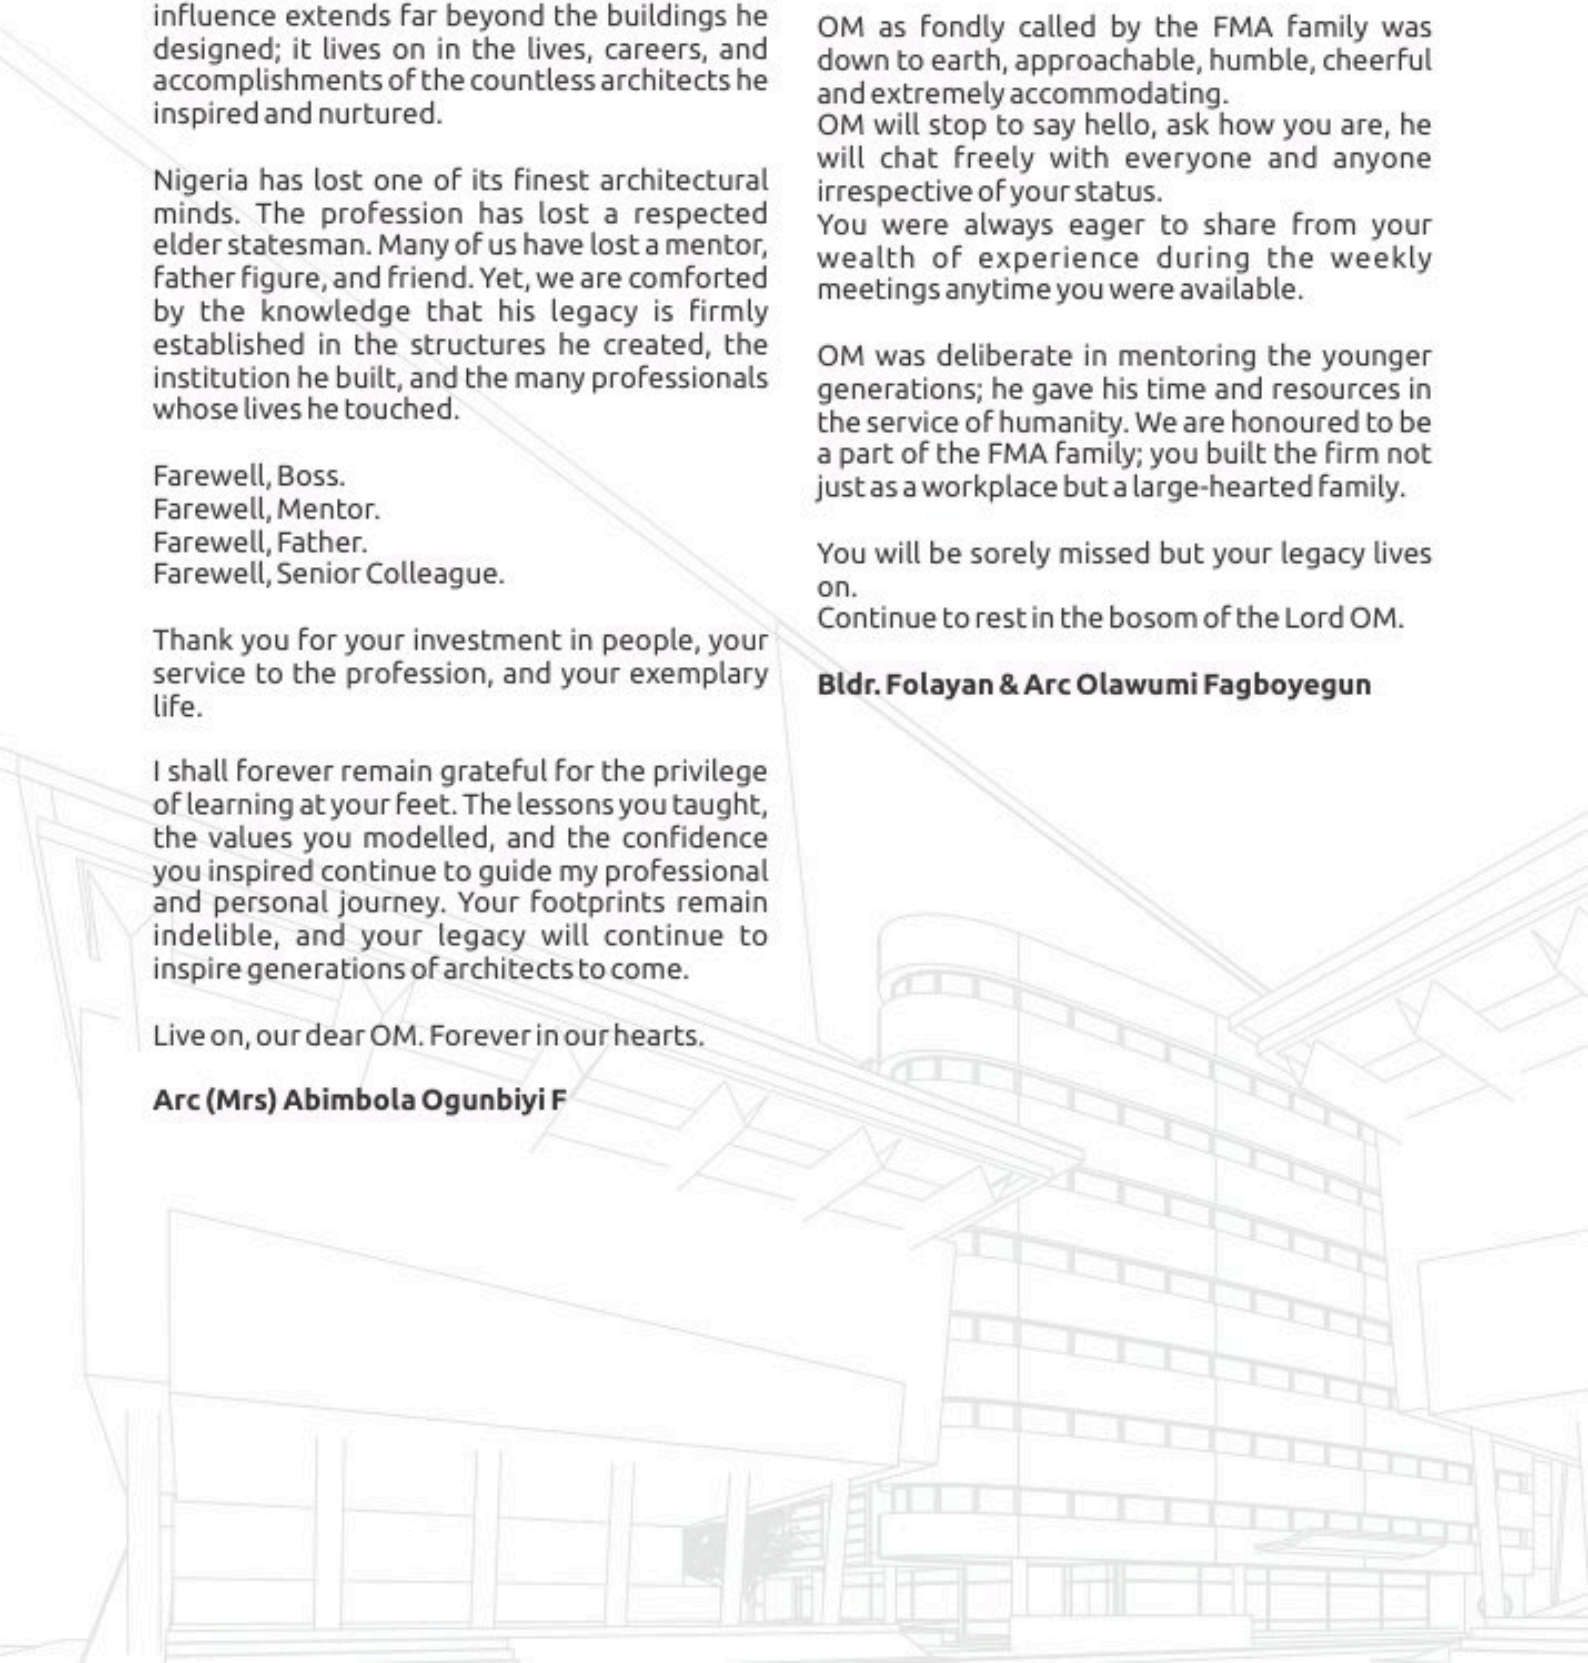 influence extends far beyond the buildings he
designed; it lives on in the lives, careers, and
accomplishments of the countless architects he
inspired and nurtured.
Nigeria has lost one of its finest architectural
minds. The profession has lost a respected
elder statesman. Many of us have lost a mentor,
father figure, and friend. Yet, we are comforted
by the knowledge that his legacy is firmly
established in the structures he created, the
institution he built, and the many professionals
whose lives he touched.
Farewell, Boss.
Farewell, Mentor.
Farewell, Father.
Farewell, Senior Colleague.
Thank you for your investment in people, your
service to the profession, and your exemplary
life.
I shall forever remain grateful for the privilege
of learning at your feet. The lessons you taught,
the values you modelled, and the confidence
you inspired continue to guide my professional
and personal journey. Your footprints remain
indelible, and your legacy will continue to
inspire generations of architects to come.
Live on, our dear OM. Forever in our hearts.
Arc (Mrs) Abimbola Ogunbiyi F
OM as fondly called by the FMA family was
down to earth, approachable, humble, cheerful
and extremely accommodating.
OM will stop to say hello, ask how you are, he
will chat freely with everyone and anyone
irrespective of your status.
You were always eager to share from your
wealth of experience during the weekly
meetings anytime you were available.
OM was deliberate in mentoring the younger
generations; he gave his time and resources in
the service of humanity. We are honoured to be
a part of the FMA family; you built the firm not
just as a workplace but a large-hearted family.
You will be sorely missed but your legacy lives
on.
Continue to rest in the bosom of the Lord OM.
Bldr. Folayan & Arc Olawumi Fagboyegun